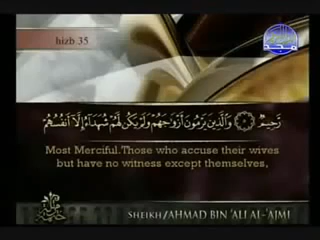 hizb 35
رَّحِيمٌ ۝ وَالَّذِينَ يَرْمُونَ أَزْوَاجَهُمْ وَلَمْ يَكُن لَّهُمْ شُهَدَاءُ إِلَّا أَنفُسُهُمْ
Most Merciful.Those who accuse their wives
but have no witness except themselves,
SHEIKH/AHMAD BIN 'ALI AL-'AJMI